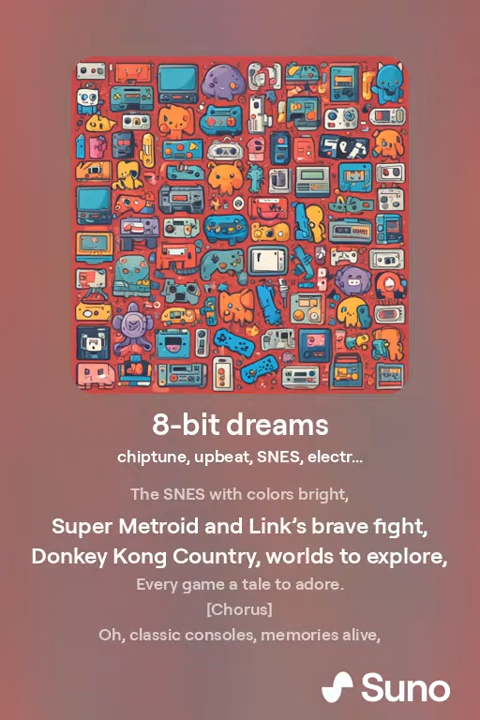 8-bit dreams
chiptune, upbeat, SNES, electr...
The SNES with colors bright,
Super Metroid and Link's brave fight,
Donkey Kong Country, worlds to explore,
Every game a tale to adore.
[Chorus]
Oh, classic consoles, memories alive,
Suno